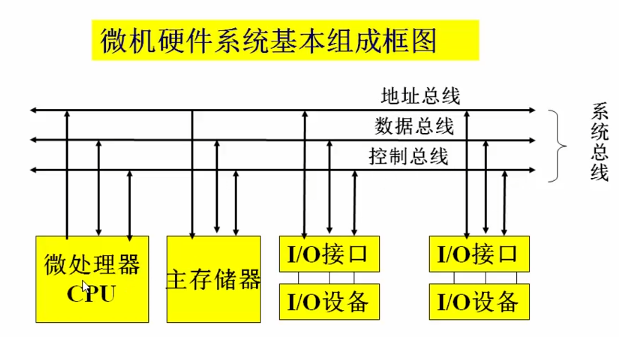 微机硬件系统基本组成框图
地址总线
数据总线
控制总线
系统总线
微处理器
CPU
主存储器
I/O接口
I/O设备
I/O接口
I/O设备